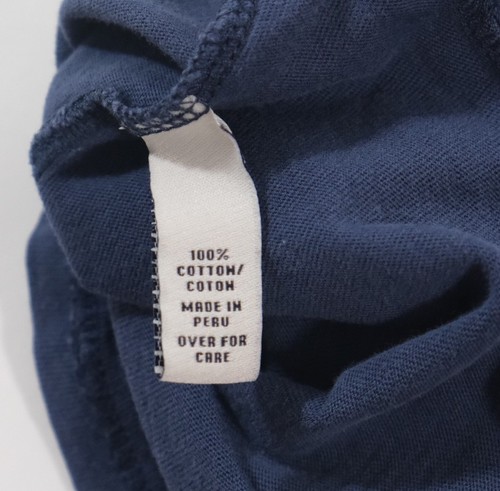 100%
COTTON/
COTON
MADE IN
PERU
OVER FOR
CARE